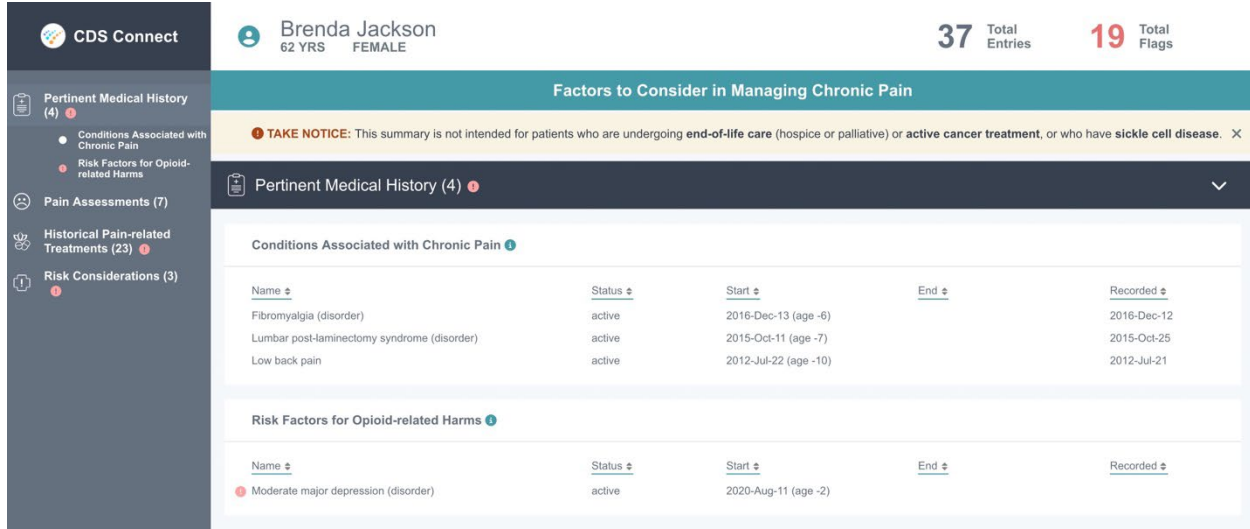 CDS Connect
Brenda Jackson
62 YRS FEMALE
37 Total Entries
19 Total Flags
Pertinent Medical History
(4)
Conditions Associated with
Chronic Pain
Risk Factors for Opioid-
related Harms
Pain Assessments (7)
Historical Pain-related
Treatments (23)
Risk Considerations (3)
Factors to Consider in Managing Chronic Pain
TAKE NOTICE: This summary is not intended for patients who are undergoing end-of-life care (hospice or palliative) or active cancer treatment, or who have sickle cell disease.
Pertinent Medical History (4)
Conditions Associated with Chronic Pain
Name Status Start End Recorded
Fibromyalgia (disorder) active 2016-Dec-13 (age -6) 2016-Dec-12
Lumbar post-laminectomy syndrome (disorder) active 2015-Oct-11 (age -7) 2015-Oct-25
Low back pain active 2012-Jul-22 (age -10) 2012-Jul-21
Risk Factors for Opioid-related Harms
Name Status Start End Recorded
Moderate major depression (disorder) active 2020-Aug-11 (age -2)